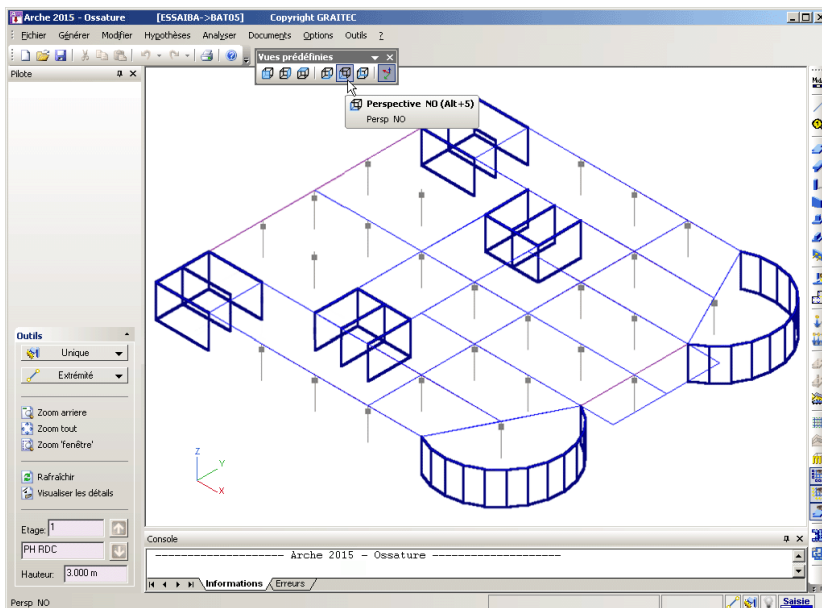 Arche 2015 - Ossature [ESSAIBA->BAT05] Copyright GRAITEC
Fichier Générer Modifier Hypothèses Analyser Documents Options Outils ?
Vues prédéfinies
Pilote
Perspective NO (Alt+5)
Persp NO
Outils
Unique
Extrémité
Zoom arriere
Zoom tout
Zoom 'fenêtre'
Rafraîchir
Visualiser les détails
Etage: 1
PH RDC
Hauteur: 3.000 m
Z
Y
X
Console
-------------------- Arche 2015 - Ossature --------------------
Informations Erreurs
Persp NO
Saisie